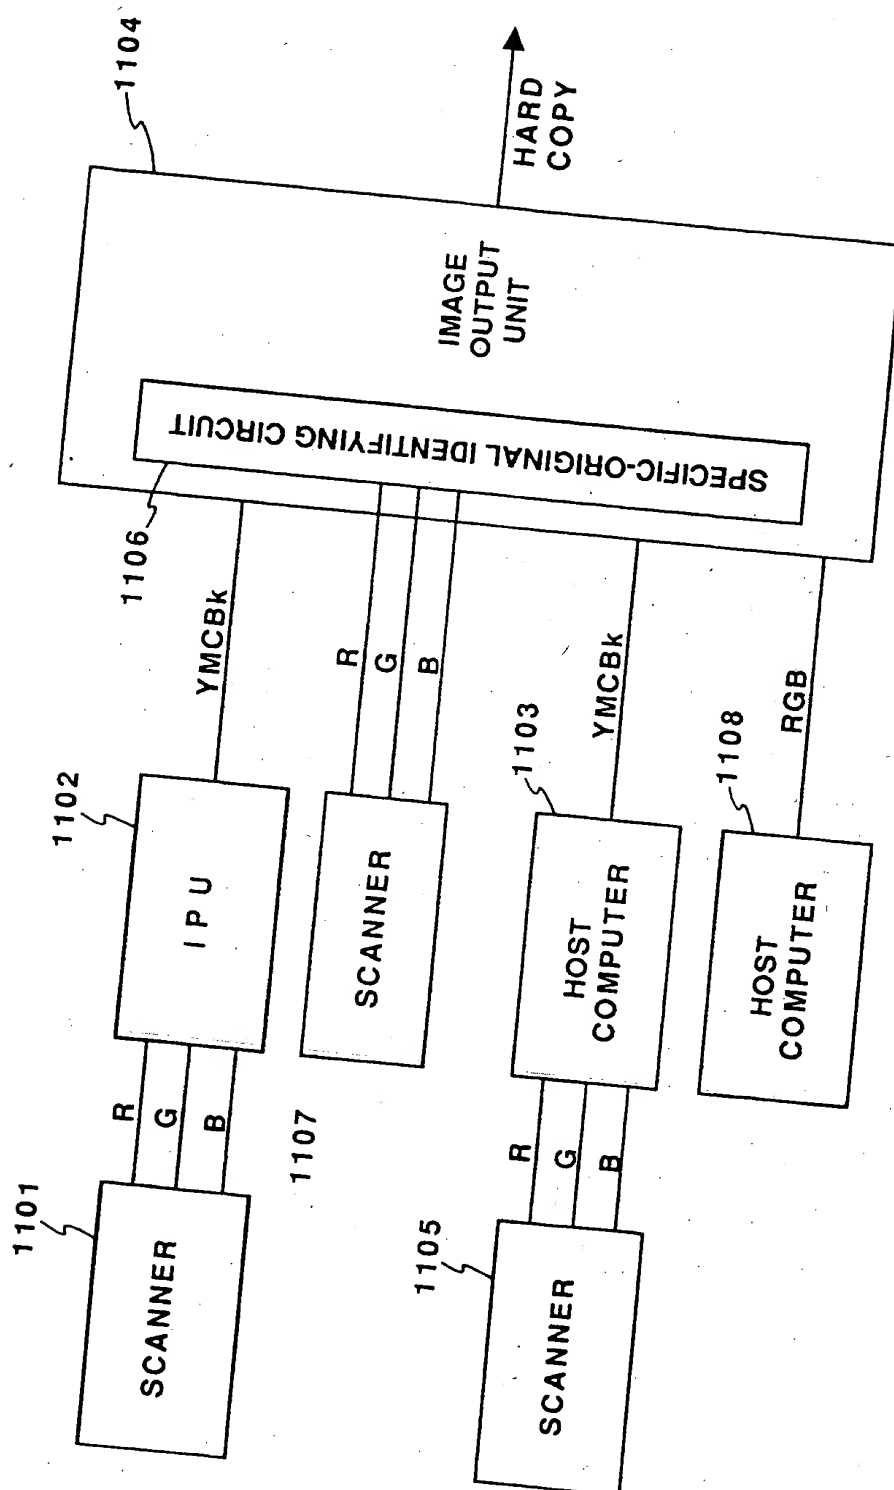 1101
SCANNER
R
G
B
1102
IPU
YMCBk
1107
SCANNER
R
G
B
1105
SCANNER
R
G
B
1103
HOST
COMPUTER
YMCBk
1108
HOST
COMPUTER
RGB
1106
SPECIFIC-ORIGINAL IDENTIFYING CIRCUIT
1104
IMAGE
OUTPUT
UNIT
HARD
COPY